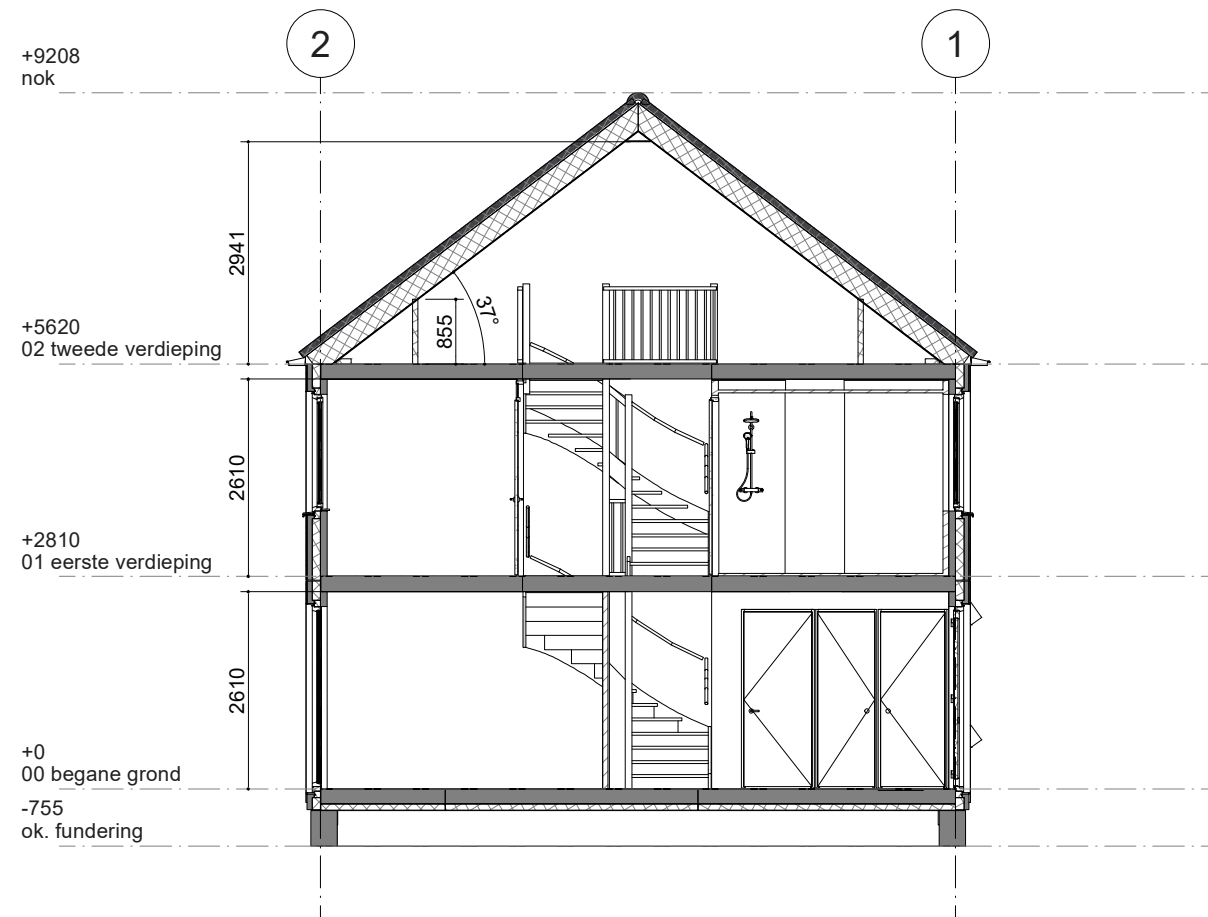 2
1
+9208
nok
2941
37°
855
+5620
02 tweede verdieping
2610
+2810
01 eerste verdieping
2610
+0
00 begane grond
-755
ok. fundering